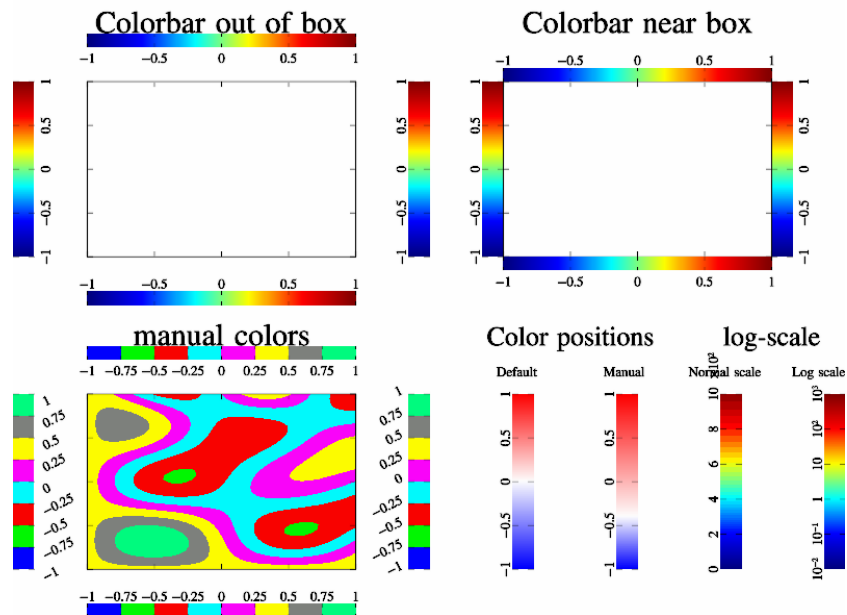 Colorbar out of box
Colorbar near box
−1 −0.5 0 0.5 1
−1 −0.5 0 0.5 1
1 0.5 0 −0.5 −1
1 0.5 0 −0.5 −1
1 0.5 0 −0.5 −1
1 0.5 0 −0.5 −1
−1 −0.5 0 0.5 1
−1 −0.5 0 0.5 1
manual colors
Color positions
log-scale
−1 −0.75 −0.5 −0.25 0 0.25 0.5 0.75 1
Default
Manual
Normal scale
Log scale
1 0.75 0.5 0.25 0 −0.25 −0.5 −0.75 −1
1 0.75 0.5 0.25 0 −0.25 −0.5 −0.75 −1
1 0.5 0 −0.5 −1
1 0.5 0 −0.5 −1
10 8 6 4 2 0
10³ 10² 10 1 10⁻¹ 10⁻²
−1 −0.75 −0.5 −0.25 0 0.25 0.5 0.75 1